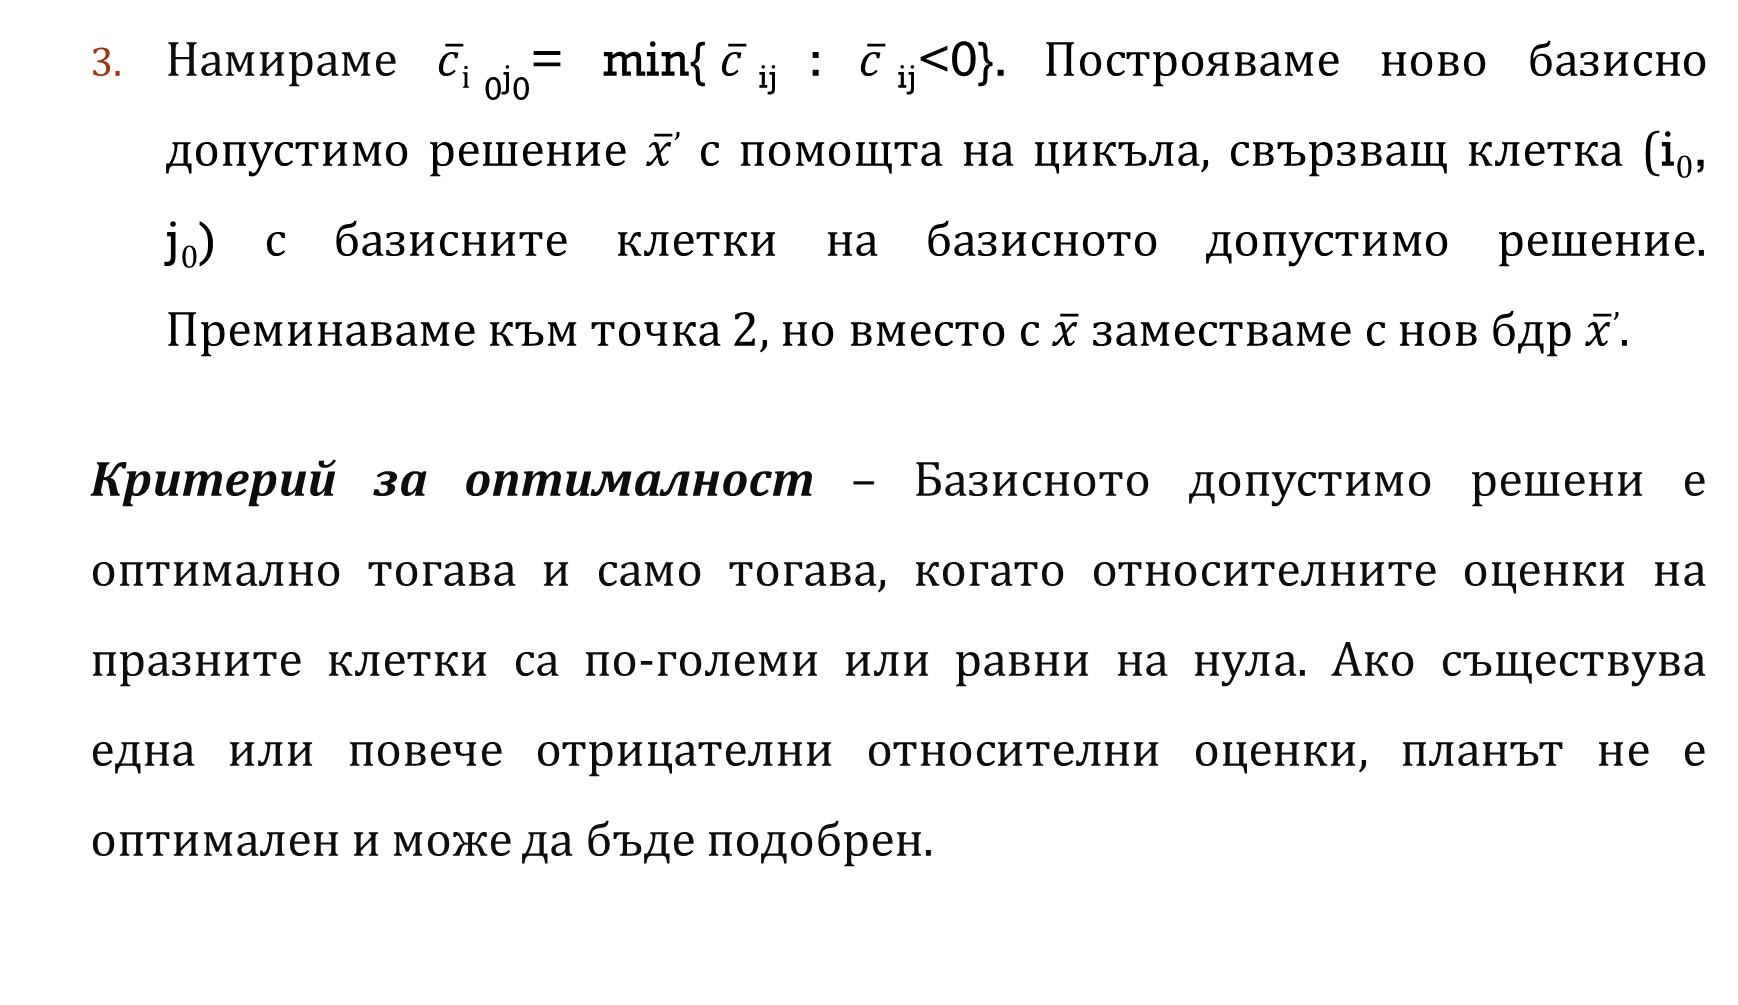 3. Намираме c̄ᵢ ₀j₀= min{ c̄ ij : c̄ ij<0}. Построяваме ново базисно
допустимо решение x̄’ с помощта на цикъла, свързващ клетка (i₀,
j₀) с базисните клетки на базисното допустимо решение.
Преминаваме към точка 2, но вместо с x̄ заместваме с нов бдр x̄’.
Критерий за оптималност – Базисното допустимо решени е
оптимално тогава и само тогава, когато относителните оценки на
празните клетки са по-големи или равни на нула. Ако съществува
една или повече отрицателни относителни оценки, планът не е
оптимален и може да бъде подобрен.